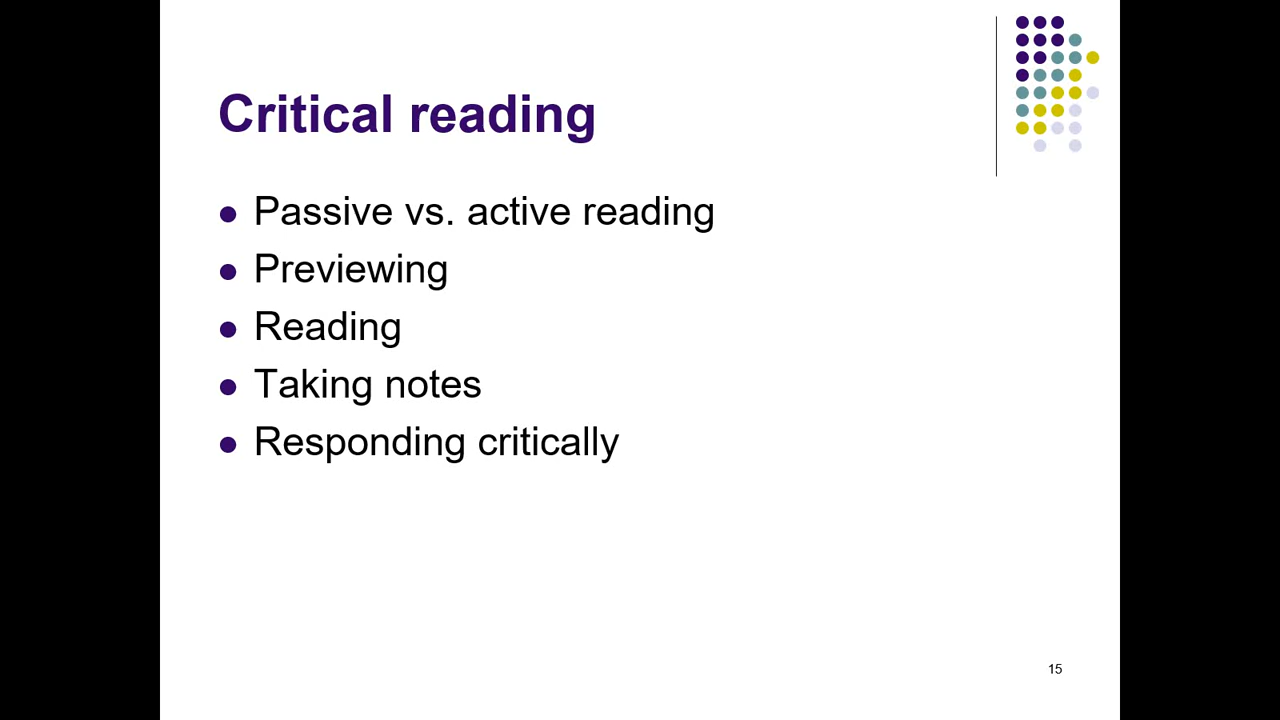 Critical reading
Passive vs. active reading
Previewing
Reading
Taking notes
Responding critically
15